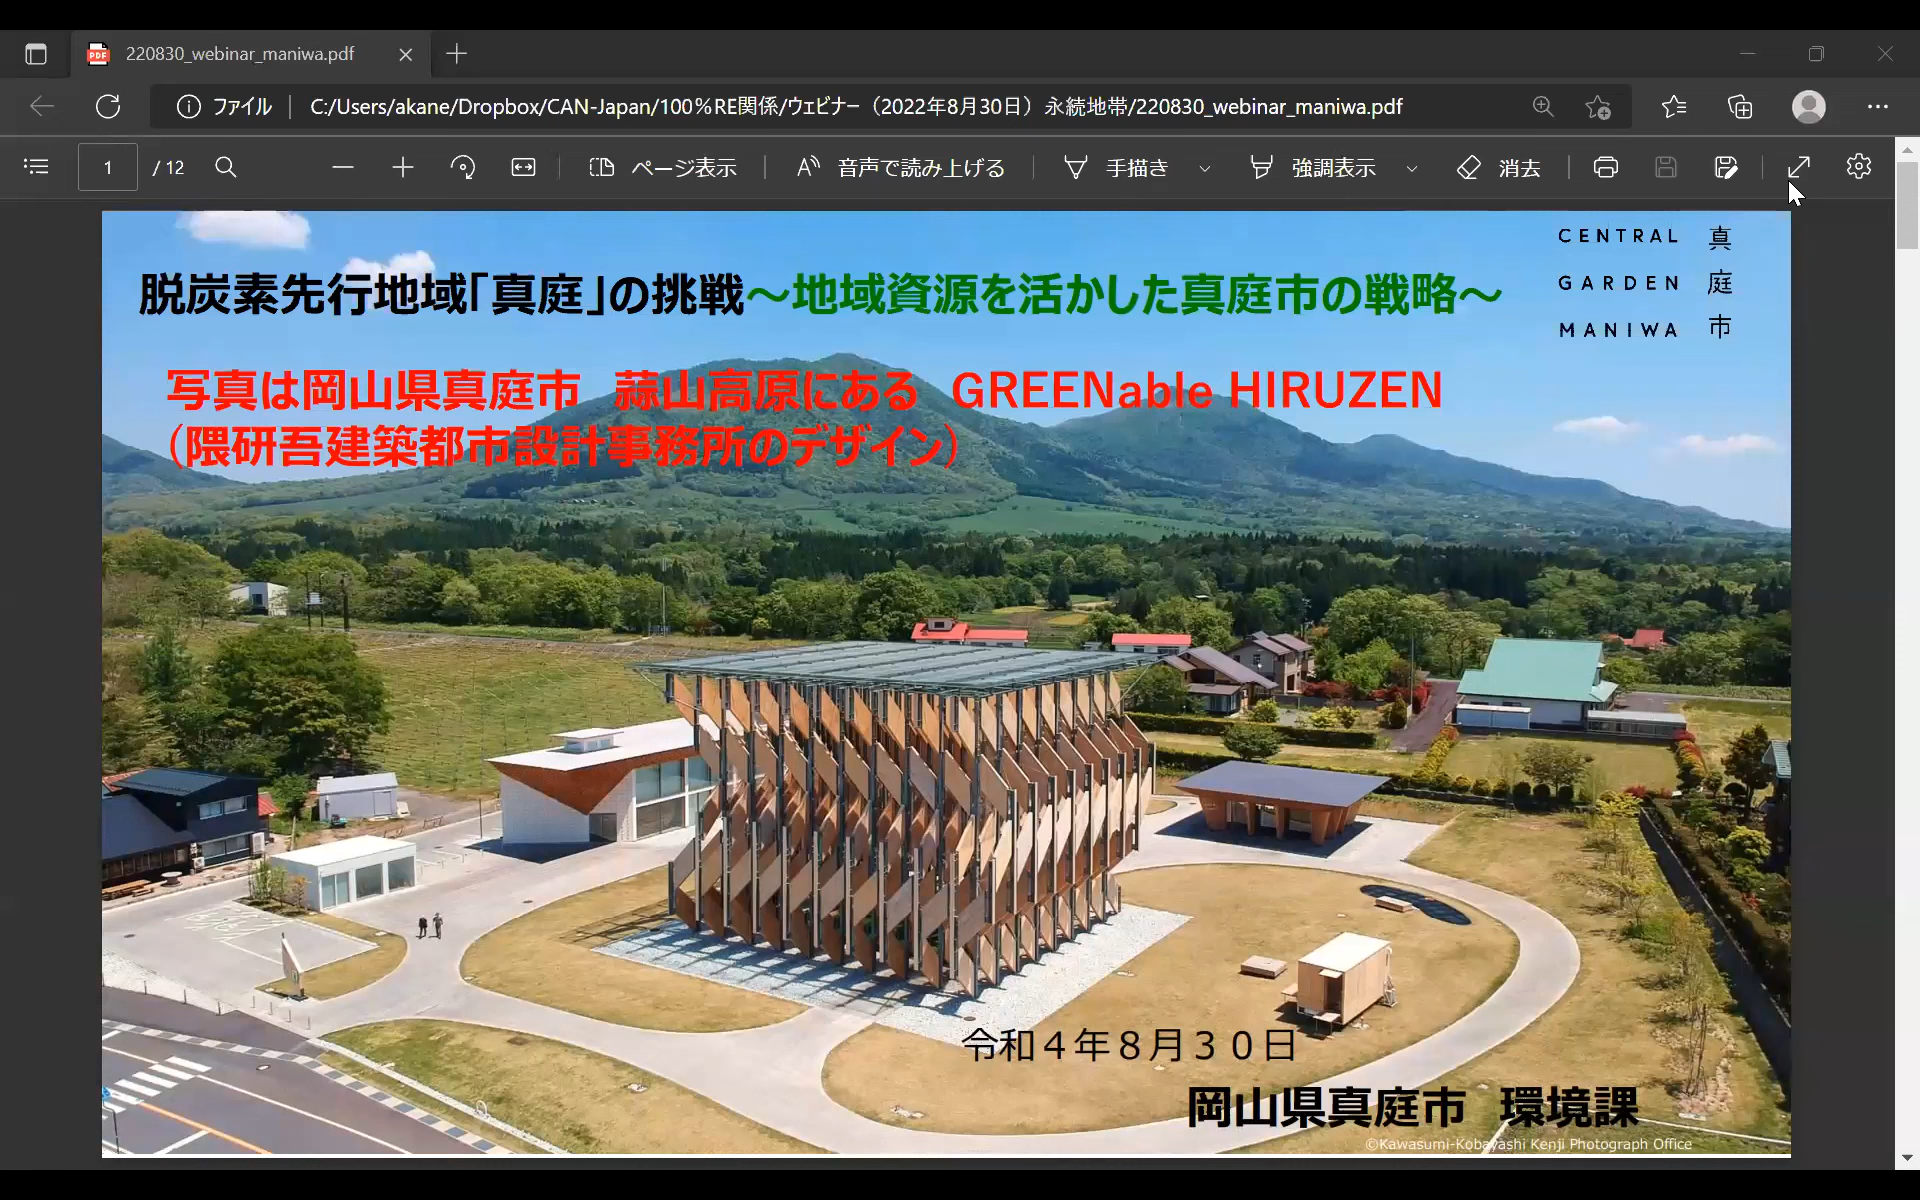 220830_webinar_maniwa.pdf
ファイル C:/Users/akane/Dropbox/CAN-Japan/100%RE関係/ウェビナー（2022年8月30日）永続地帯/220830_webinar_maniwa.pdf
1 / 12 ページ表示 音声で読み上げる 手描き 強調表示 消去
脱炭素先行地域「真庭」の挑戦～地域資源を活かした真庭市の戦略～
CENTRAL
GARDEN
MANIWA
真庭市
写真は岡山県真庭市　蒜山高原にある　GREENable HIRUZEN
（隈研吾建築都市設計事務所のデザイン）
令和４年８月３０日
岡山県真庭市　環境課
©Kawasumi-Kobayashi Kenji Photograph Office